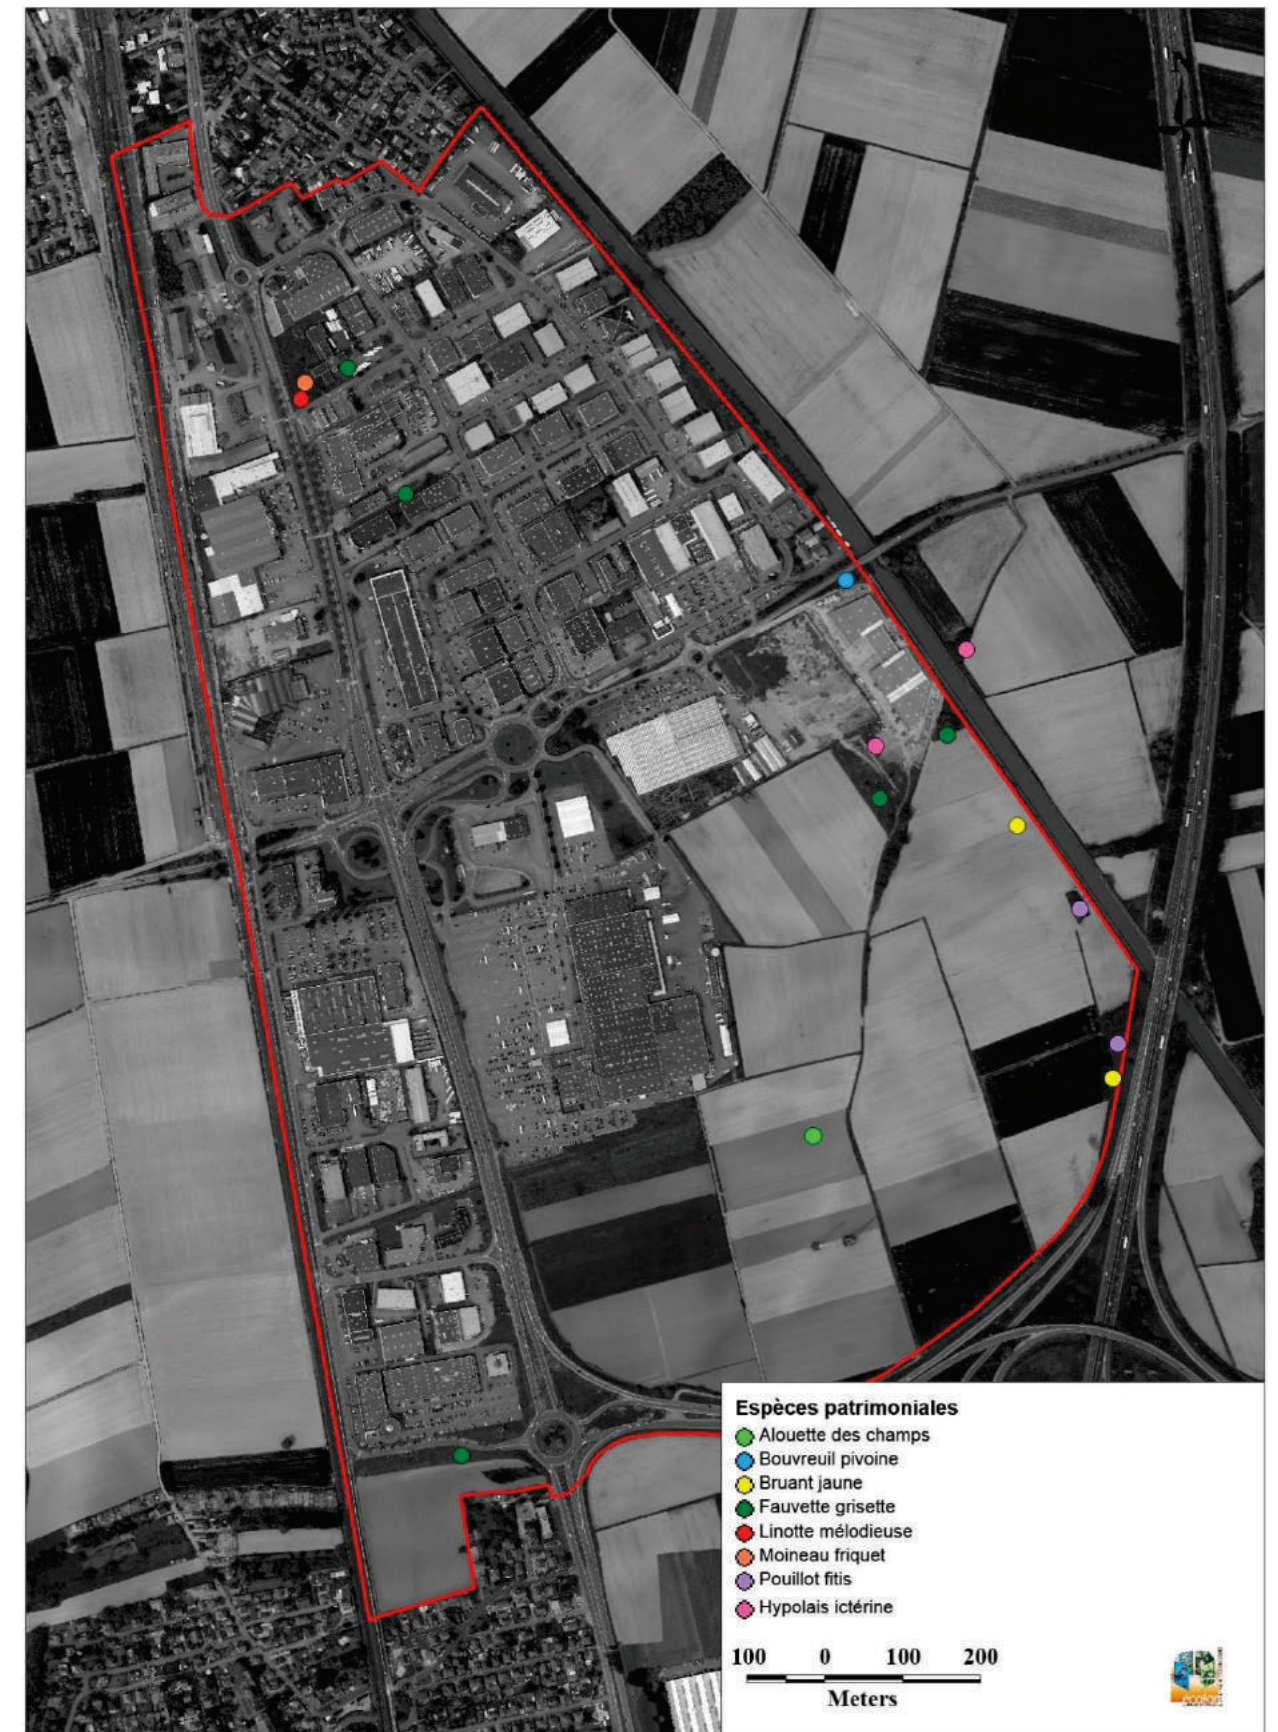 Espèces patrimoniales
Alouette des champs
Bouvreuil pivoine
Bruant jaune
Fauvette grisette
Linotte mélodieuse
Moineau friquet
Pouillot fitis
Hypolais ictérine
100 0 100 200
Meters